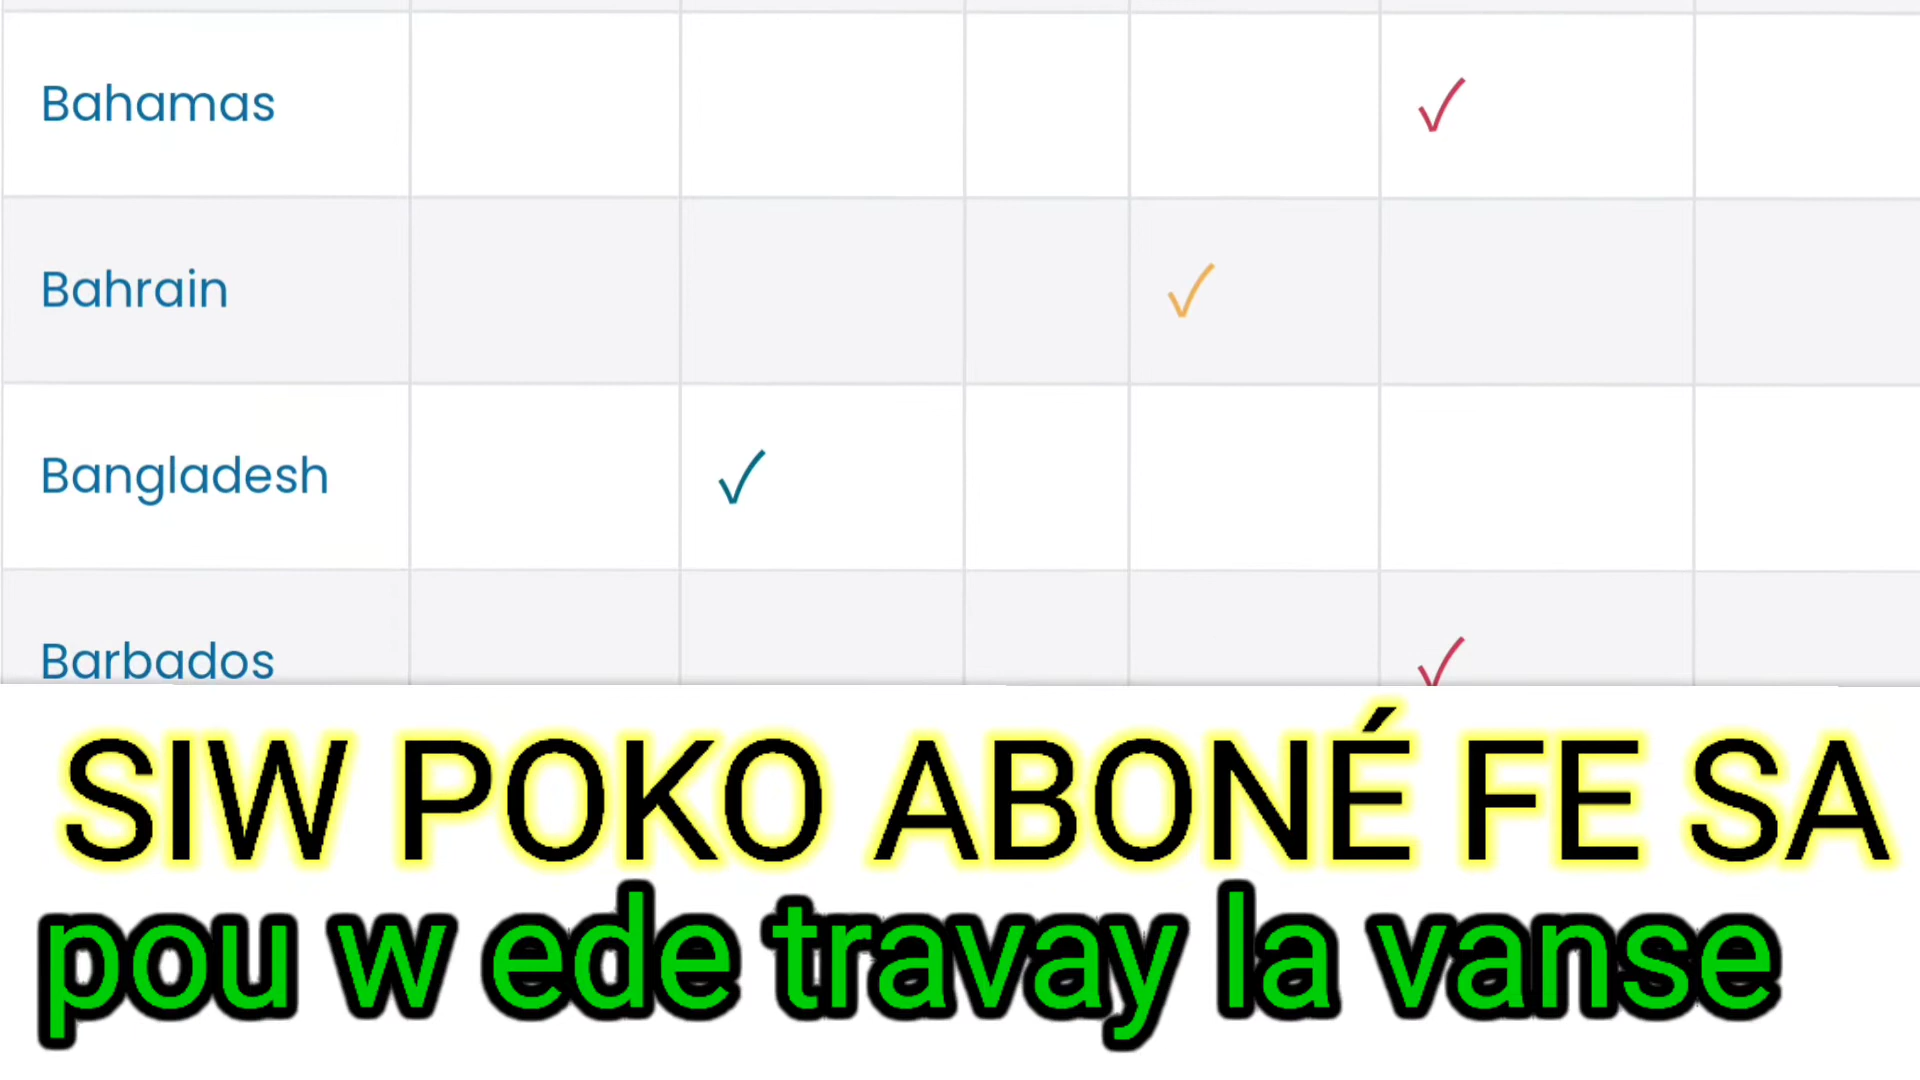 Bahamas ✓
Bahrain ✓
Bangladesh ✓
Barbados ✓
SIW POKO ABONÉ FE SA
pou w ede travay la vanse